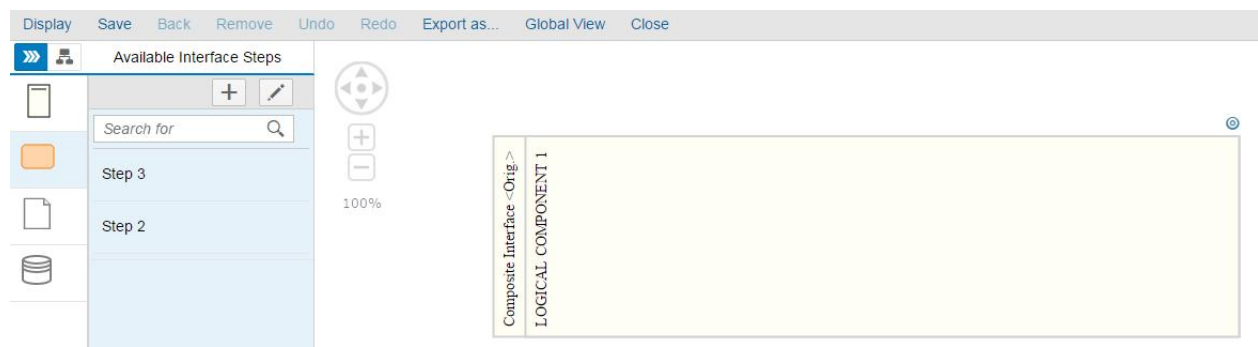 Display Save Back Remove Undo Redo Export as... Global View Close
Available Interface Steps
Search for
Step 3
Step 2
100%
Composite Interface <Orig.>
LOGICAL COMPONENT 1